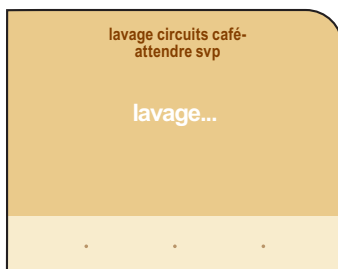 lavage circuits café-
attendre svp
lavage...